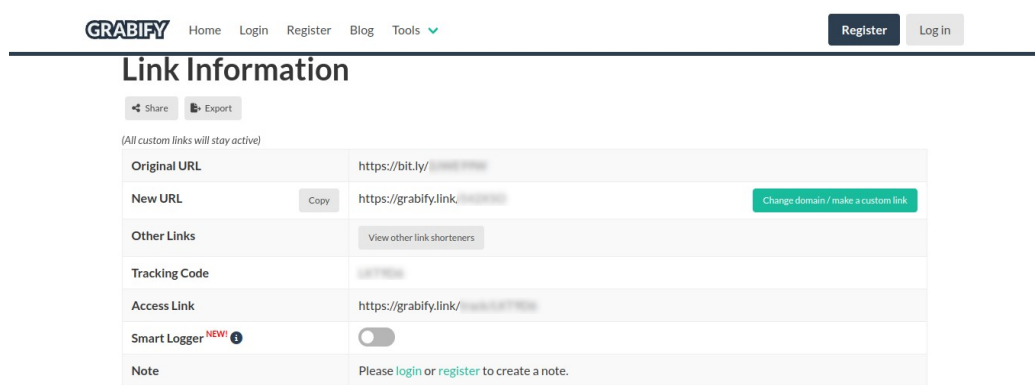 GRABIFY Home Login Register Blog Tools Register Log in
Link Information
Share Export
(All custom links will stay active)
Original URL https://bit.ly/
New URL Copy https://grabify.link/ Change domain / make a custom link
Other Links View other link shorteners
Tracking Code
Access Link https://grabify.link/
Smart Logger NEW!
Note Please login or register to create a note.